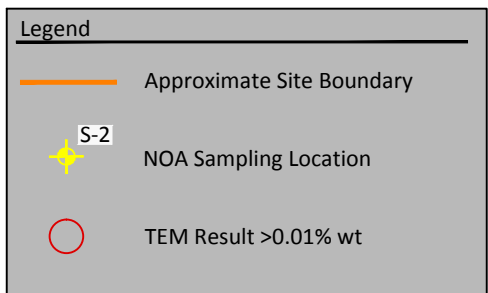 Legend
Approximate Site Boundary
S-2
NOA Sampling Location
TEM Result >0.01% wt